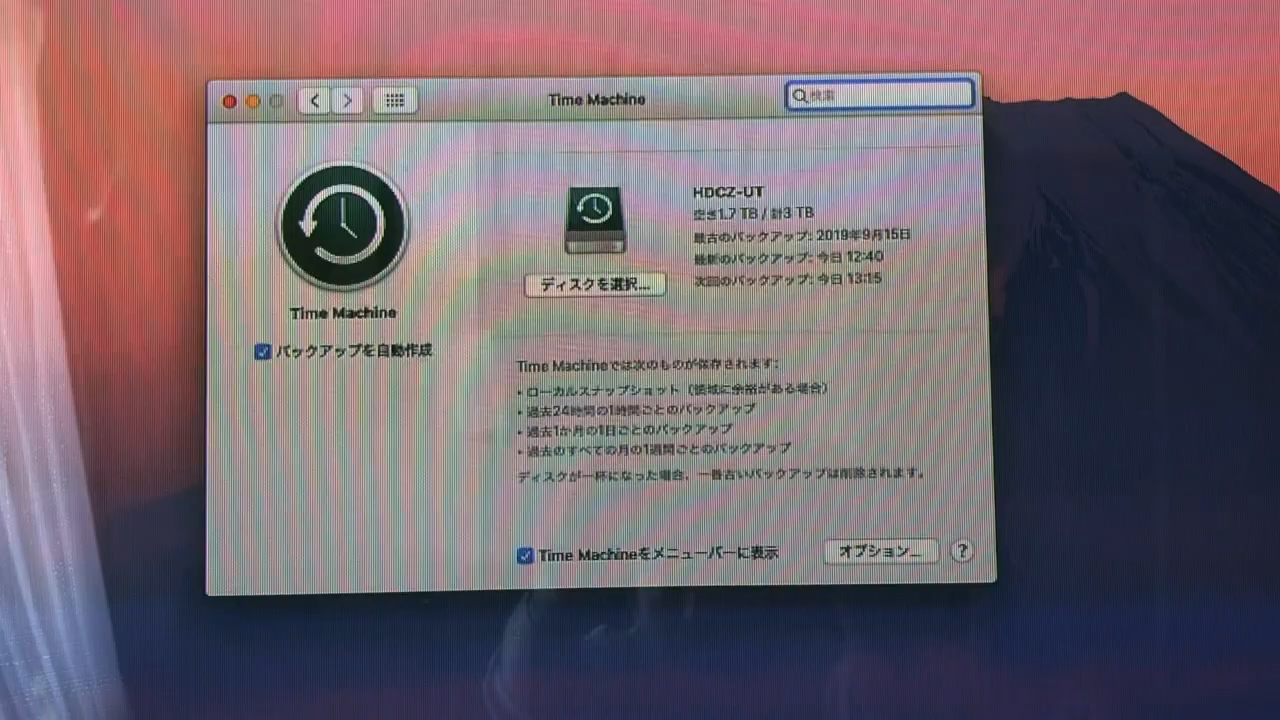 Time Machine
検索
Time Machine
バックアップを自動作成
ディスクを選択...
HDCZ-UT
空き1.7 TB / 計3 TB
最古のバックアップ: 2019年9月15日
最新のバックアップ: 今日 12:40
次回のバックアップ: 今日 13:15
Time Machineでは次のものが保存されます:
• ローカルスナップショット（領域に余裕がある場合）
• 過去24時間の1時間ごとのバックアップ
• 過去1か月の1日ごとのバックアップ
• 過去のすべての月の1週間ごとのバックアップ
ディスクが一杯になった場合、一番古いバックアップは削除されます。
Time Machineをメニューバーに表示
オプション...
?